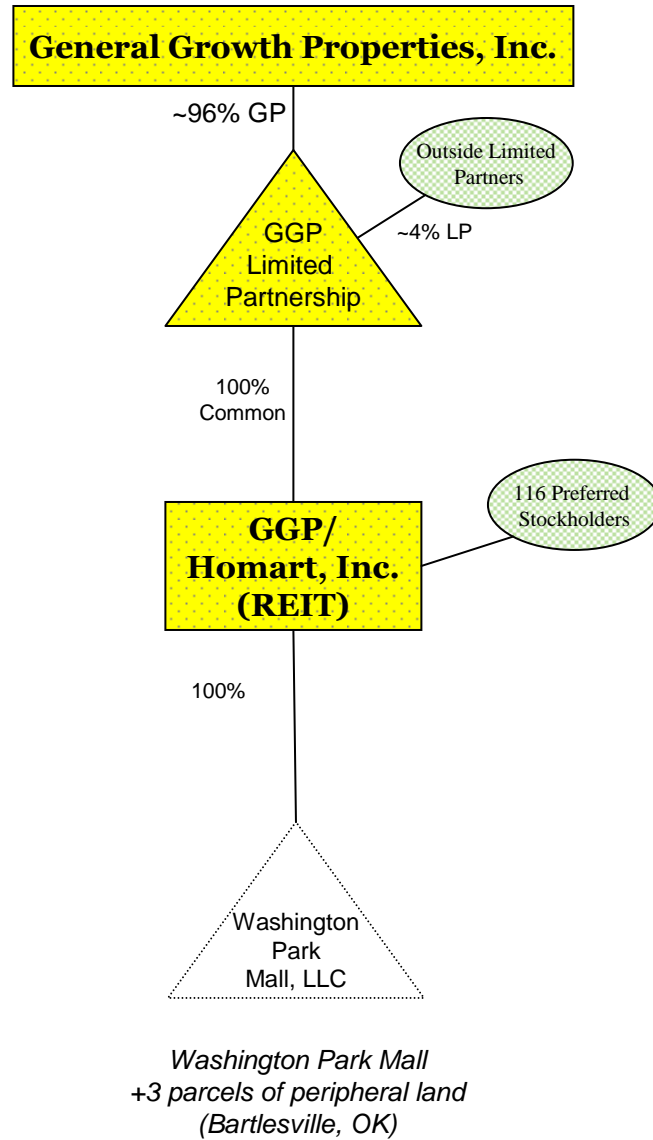 General Growth Properties, Inc.
~96% GP
Outside Limited
Partners
~4% LP
GGP
Limited
Partnership
100%
Common
116 Preferred
Stockholders
GGP/
Homart, Inc.
(REIT)
100%
Washington
Park
Mall, LLC
Washington Park Mall
+3 parcels of peripheral land
(Bartlesville, OK)